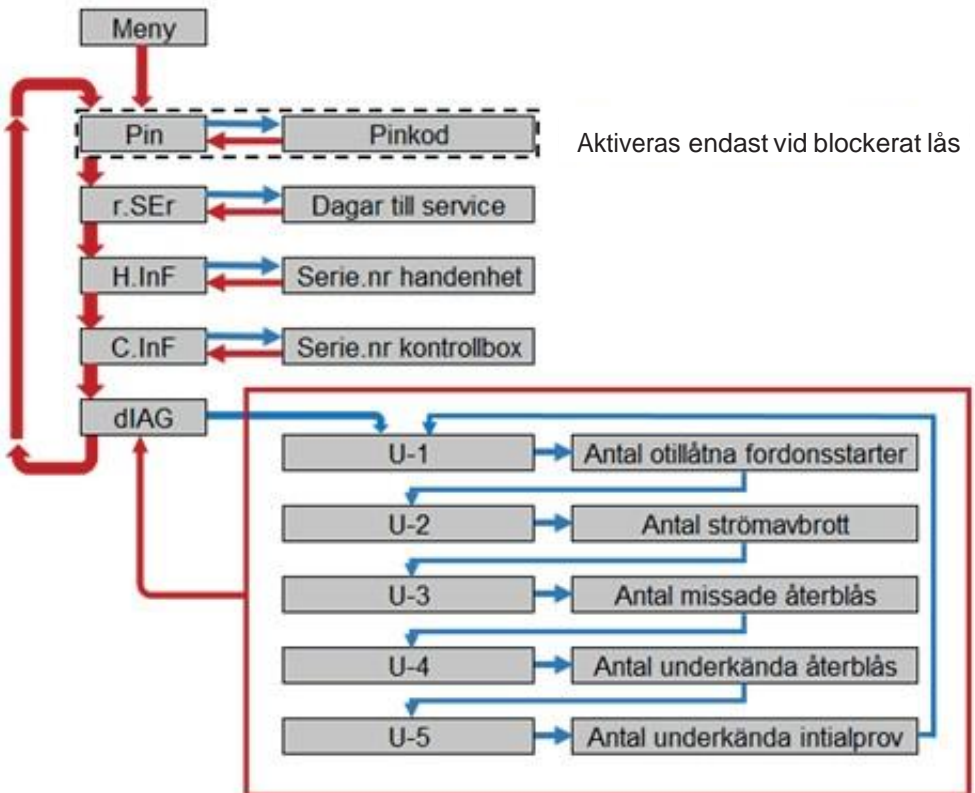 Meny
Pin
Pinkod
Aktiveras endast vid blockerat lås
r.SEr
Dagar till service
H.InF
Serie.nr handenhet
C.InF
Serie.nr kontrollbox
dIAG
U-1
Antal otillåtna fordonsstarter
U-2
Antal strömavbrott
U-3
Antal missade återblås
U-4
Antal underkända återblås
U-5
Antal underkända intialprov